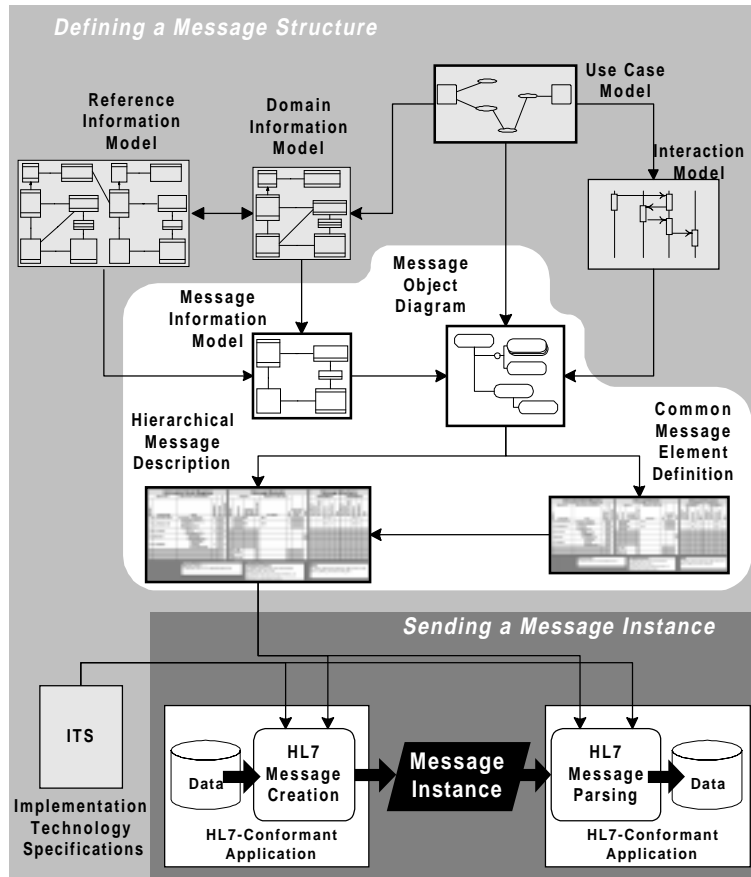 Defining a Message Structure
Use Case
Model
Reference
Information
Model
Domain
Information
Model
Interaction
Model
Message
Object
Diagram
Message
Information
Model
Hierarchical
Message
Description
Common
Message
Element
Definition
Sending a Message Instance
ITS
Implementation
Technology
Specifications
Data
HL7
Message
Creation
HL7-Conformant
Application
Message
Instance
HL7
Message
Parsing
Data
HL7-Conformant
Application